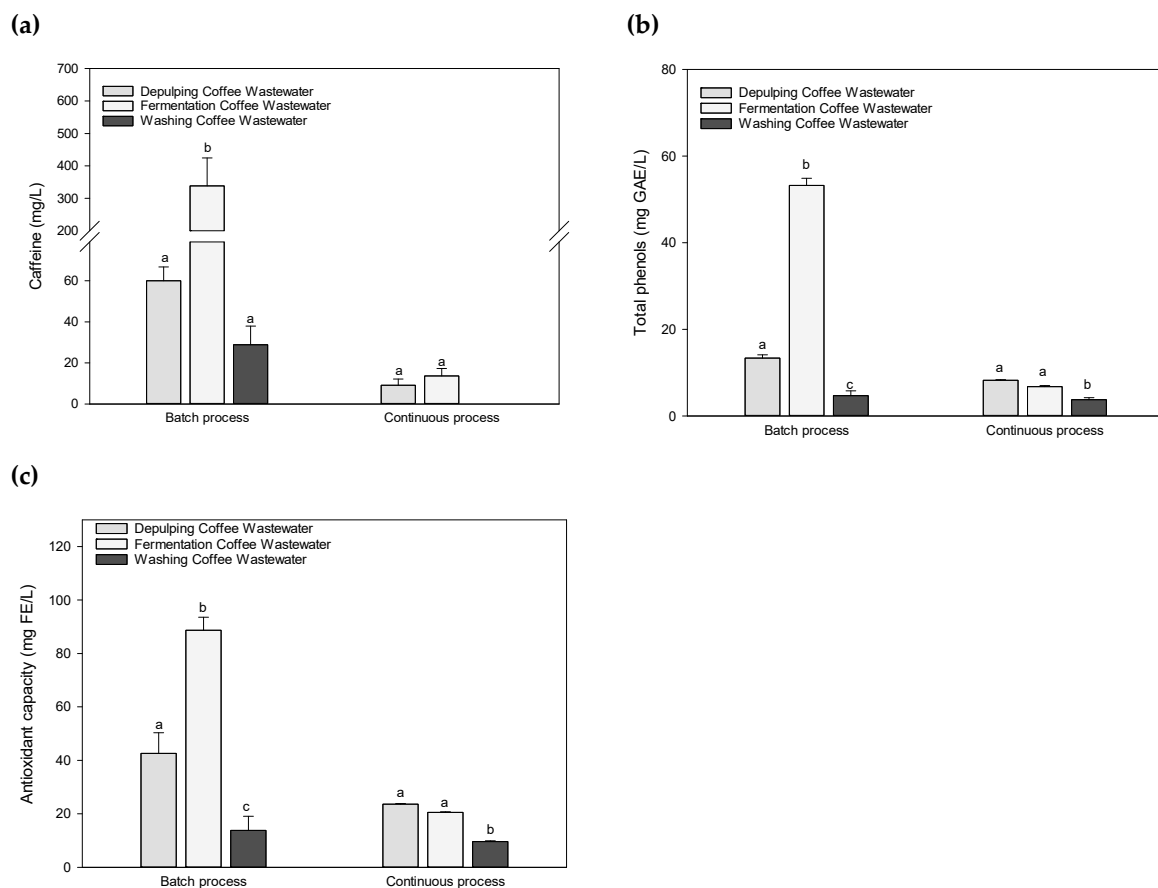 (a)
700
600
500
400
300
200
60
40
20
0
Caffeine (mg/L)
Depulping Coffee Wastewater
Fermentation Coffee Wastewater
Washing Coffee Wastewater
a
b
a
a
a
Batch process
Continuous process
(b)
80
60
40
20
0
Total phenols (mg GAE/L)
Depulping Coffee Wastewater
Fermentation Coffee Wastewater
Washing Coffee Wastewater
a
b
c
a
a
b
Batch process
Continuous process
(c)
120
100
80
60
40
20
0
Antioxidant capacity (mg FE/L)
Depulping Coffee Wastewater
Fermentation Coffee Wastewater
Washing Coffee Wastewater
a
b
c
a
a
b
Batch process
Continuous process